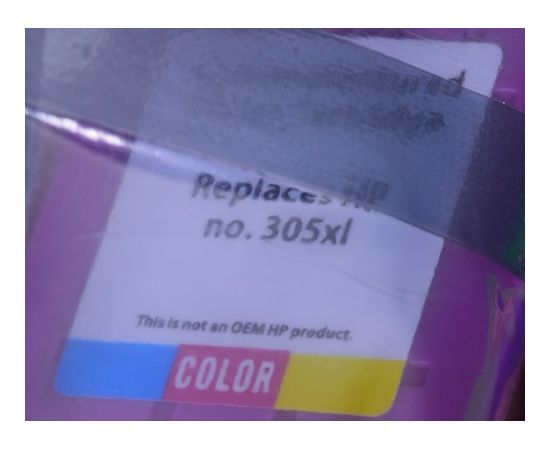 Replaces HP
no. 305xl
This is not an OEM HP product.
COLOR